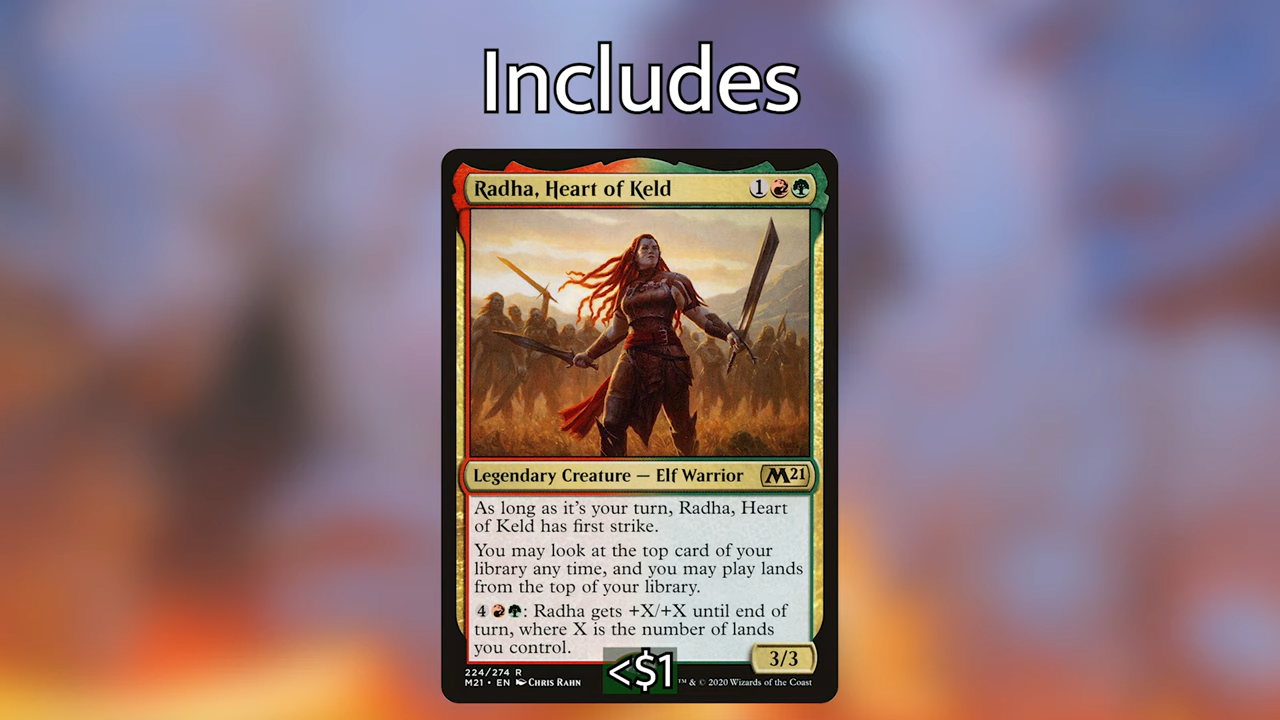 Includes
Radha, Heart of Keld 1
Legendary Creature — Elf Warrior M21
As long as it's your turn, Radha, Heart
of Keld has first strike.
You may look at the top card of your
library any time, and you may play lands
from the top of your library.
4 : Radha gets +X/+X until end of
turn, where X is the number of lands
you control.
3/3
<$1
224/274 R
M21 • EN Chris Rahn ™ & © 2020 Wizards of the Coast